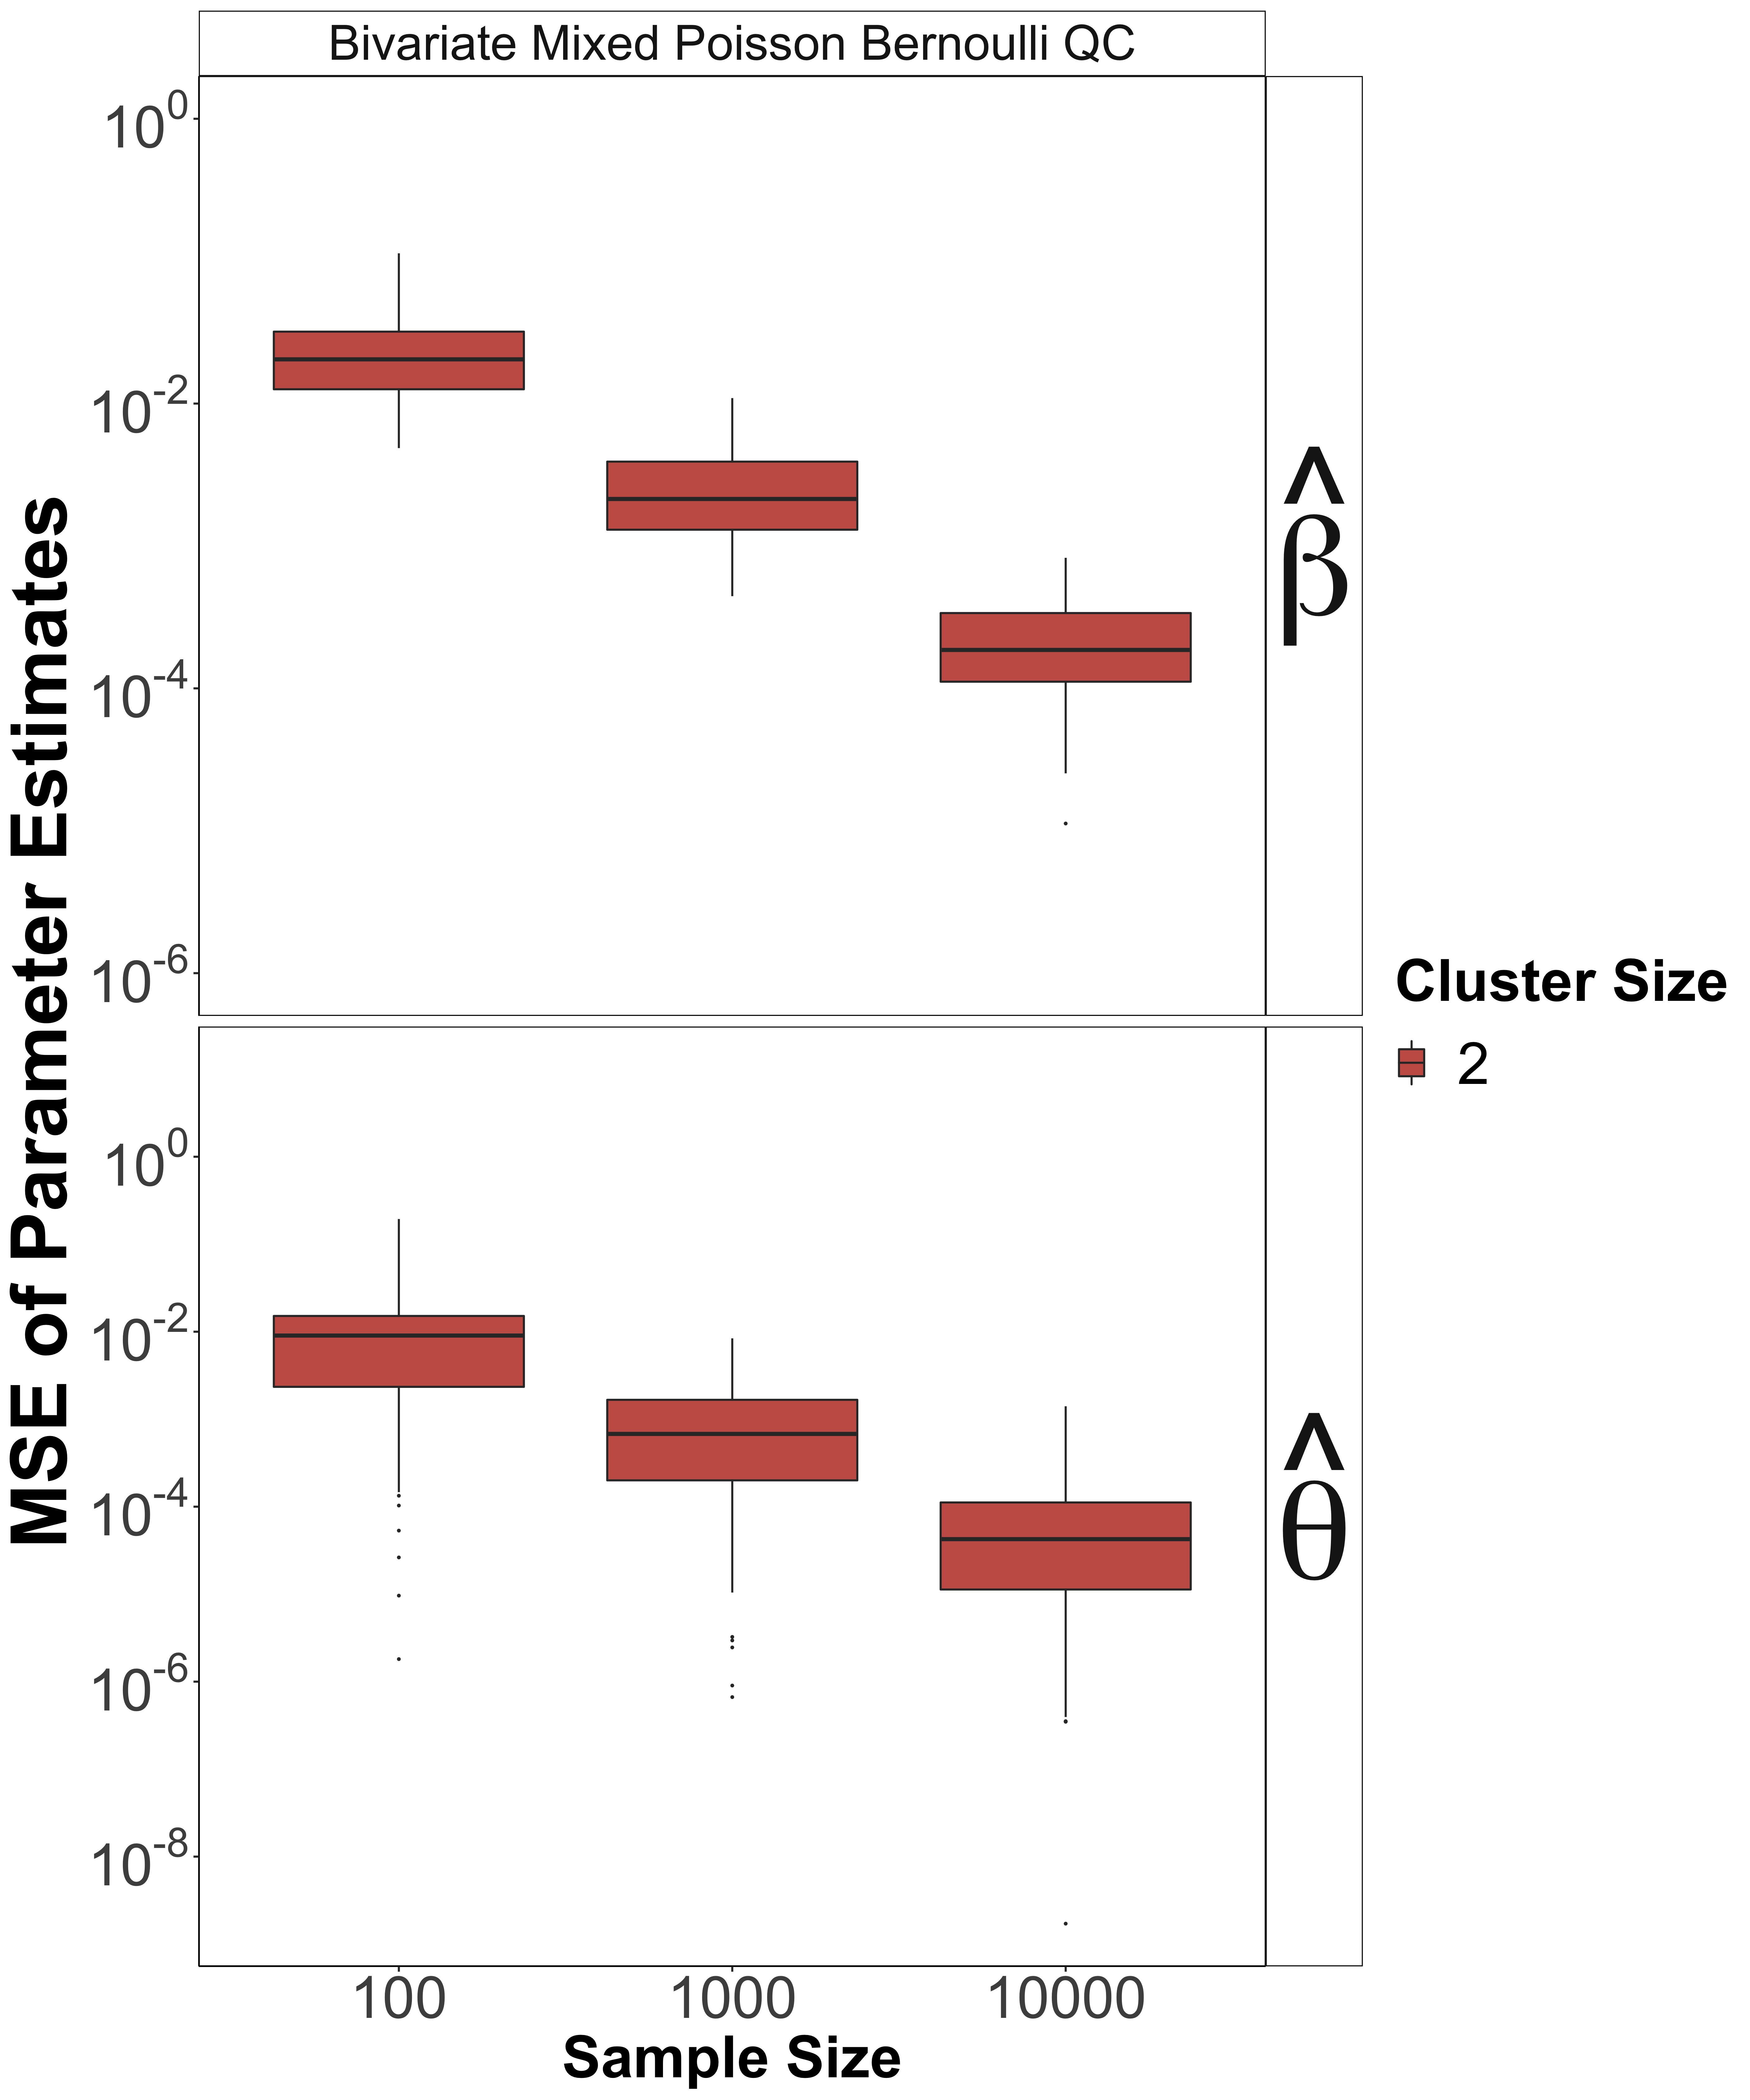 Bivariate Mixed Poisson Bernoulli QC
MSE of Parameter Estimates
10^0
10^-2
10^-4
10^-6
β̂
10^0
10^-2
10^-4
10^-6
10^-8
θ̂
100 1000 10000
Sample Size
Cluster Size
2